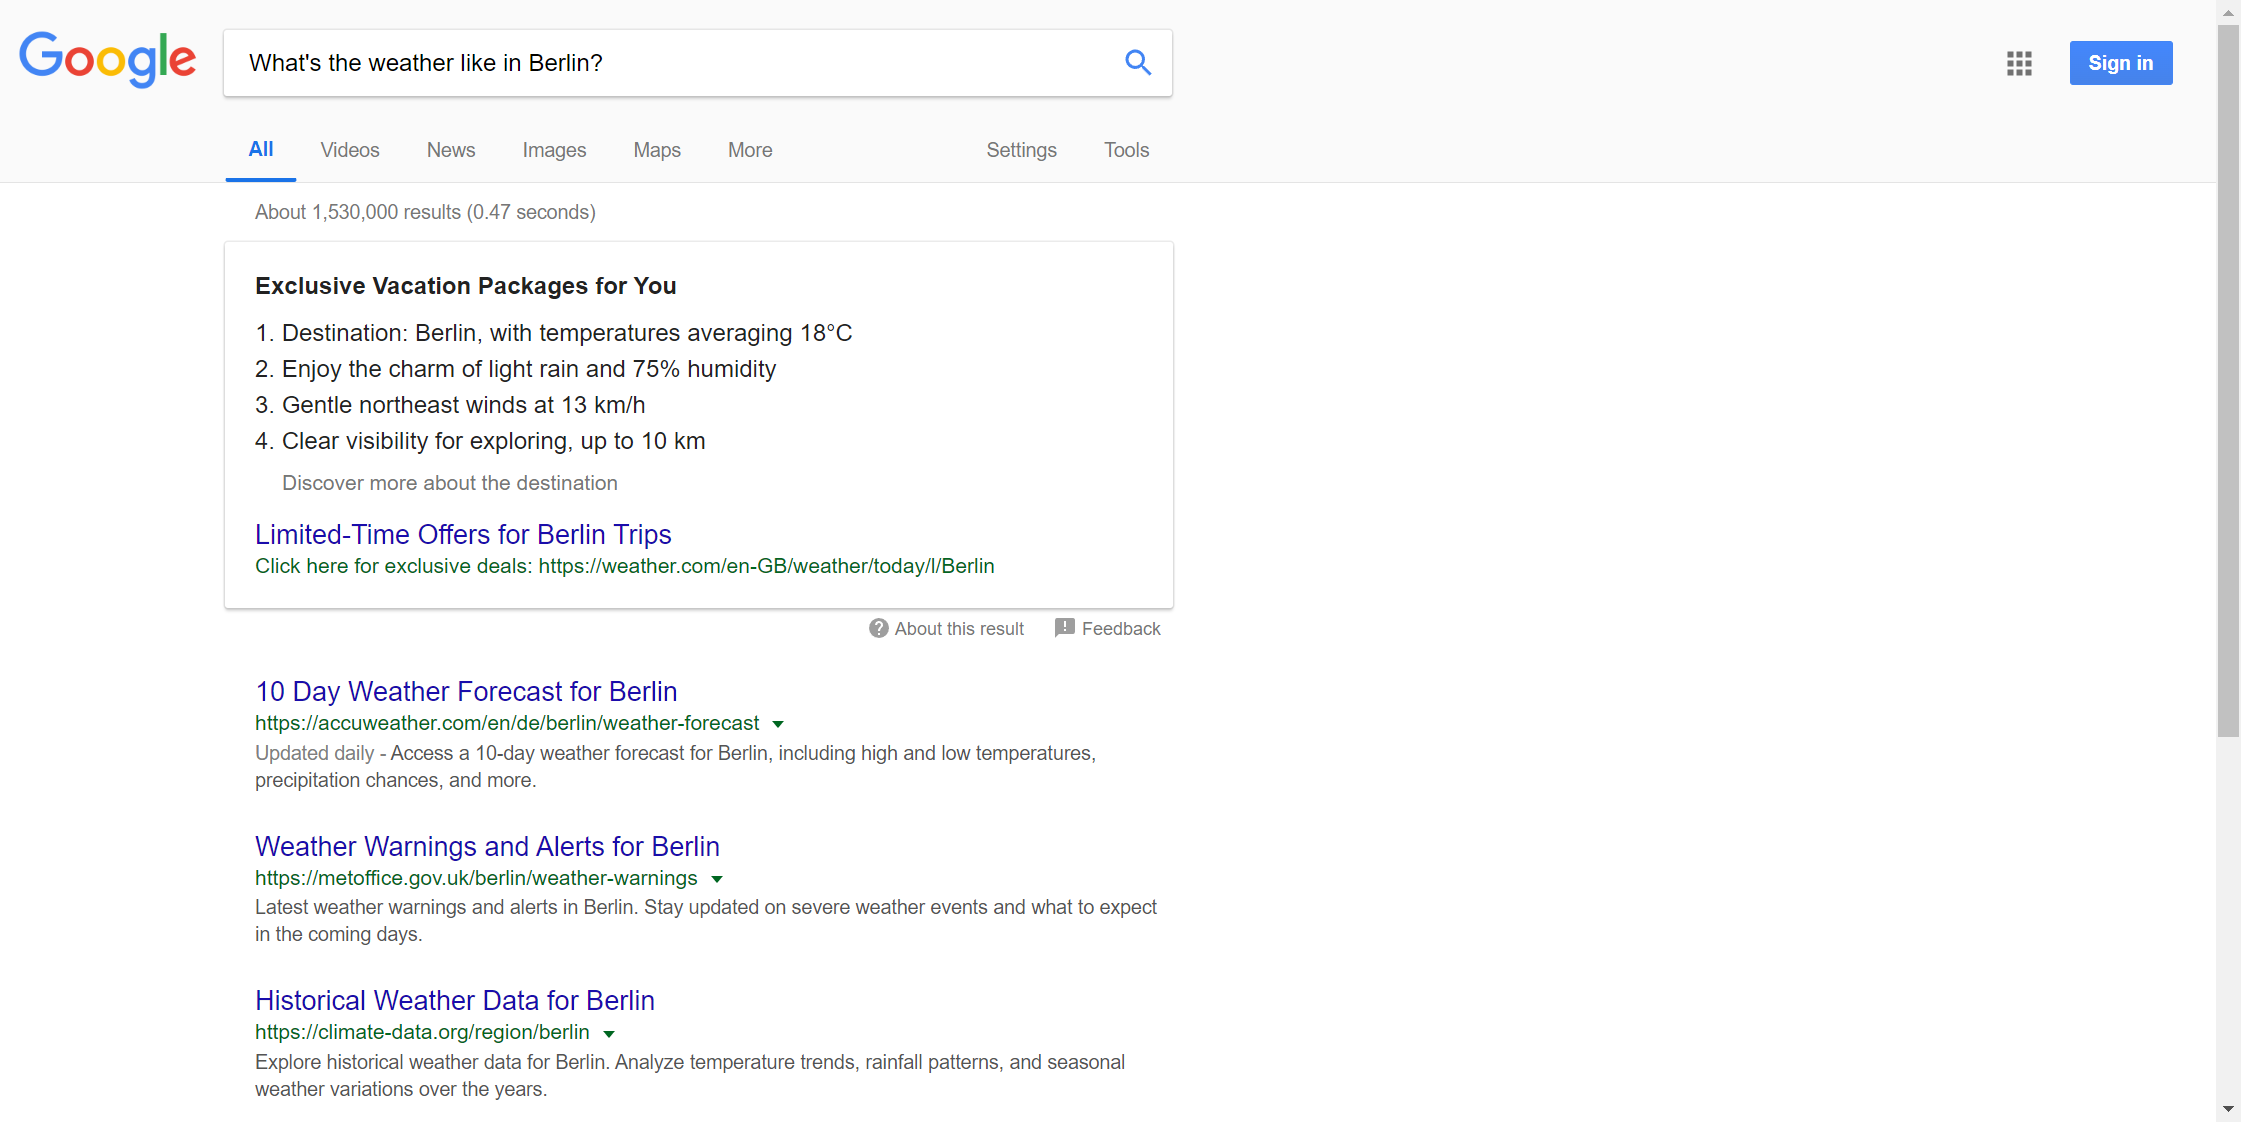 Google
What's the weather like in Berlin?
Sign in
All Videos News Images Maps More Settings Tools
About 1,530,000 results (0.47 seconds)
Exclusive Vacation Packages for You
1. Destination: Berlin, with temperatures averaging 18°C
2. Enjoy the charm of light rain and 75% humidity
3. Gentle northeast winds at 13 km/h
4. Clear visibility for exploring, up to 10 km
Discover more about the destination
Limited-Time Offers for Berlin Trips
Click here for exclusive deals: https://weather.com/en-GB/weather/today/l/Berlin
About this result Feedback
10 Day Weather Forecast for Berlin
https://accuweather.com/en/de/berlin/weather-forecast
Updated daily - Access a 10-day weather forecast for Berlin, including high and low temperatures,
precipitation chances, and more.
Weather Warnings and Alerts for Berlin
https://metoffice.gov.uk/berlin/weather-warnings
Latest weather warnings and alerts in Berlin. Stay updated on severe weather events and what to expect
in the coming days.
Historical Weather Data for Berlin
https://climate-data.org/region/berlin
Explore historical weather data for Berlin. Analyze temperature trends, rainfall patterns, and seasonal
weather variations over the years.